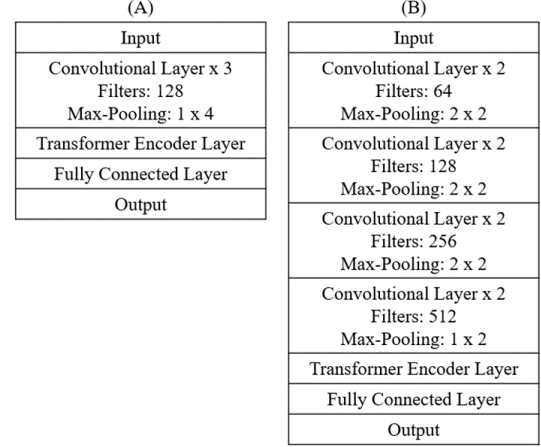 (A)
Input
Convolutional Layer x 3
Filters: 128
Max-Pooling: 1 x 4
Transformer Encoder Layer
Fully Connected Layer
Output
(B)
Input
Convolutional Layer x 2
Filters: 64
Max-Pooling: 2 x 2
Convolutional Layer x 2
Filters: 128
Max-Pooling: 2 x 2
Convolutional Layer x 2
Filters: 256
Max-Pooling: 2 x 2
Convolutional Layer x 2
Filters: 512
Max-Pooling: 1 x 2
Transformer Encoder Layer
Fully Connected Layer
Output